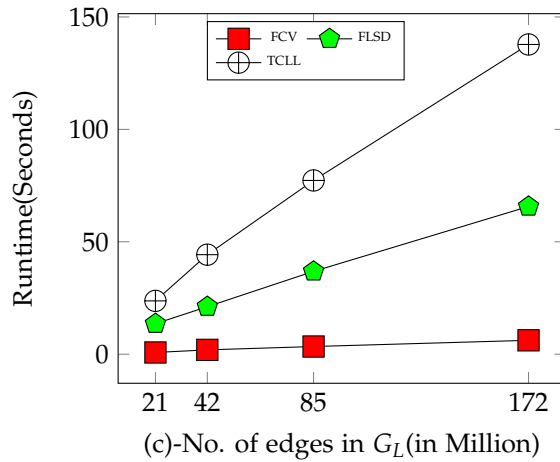 150
100
50
0
Runtime(Seconds)
FCV FLSD
TCLL
21 42 85 172
(c)-No. of edges in G_L(in Million)